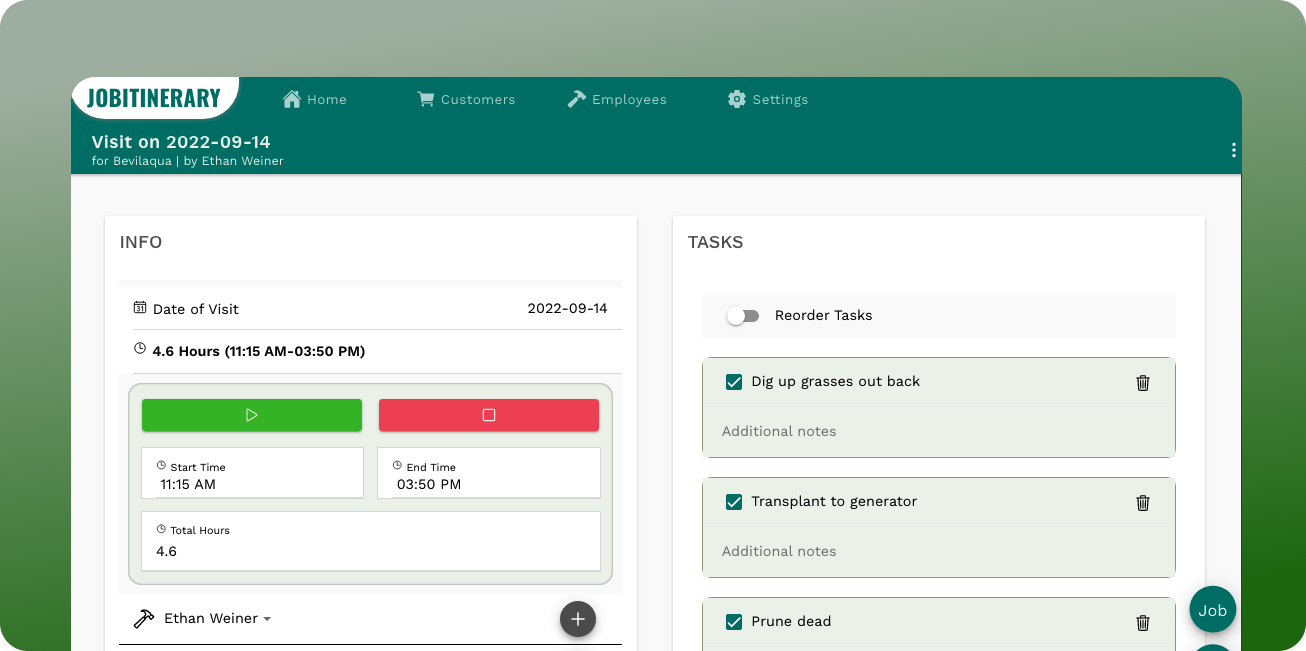 JOBITINERARY
Home Customers Employees Settings
Visit on 2022-09-14
for Bevilaqua | by Ethan Weiner
INFO
31 Date of Visit 2022-09-14
4.6 Hours (11:15 AM-03:50 PM)
Start Time
11:15 AM
End Time
03:50 PM
Total Hours
4.6
Ethan Weiner
TASKS
Reorder Tasks
Dig up grasses out back
Additional notes
Transplant to generator
Additional notes
Prune dead
Job